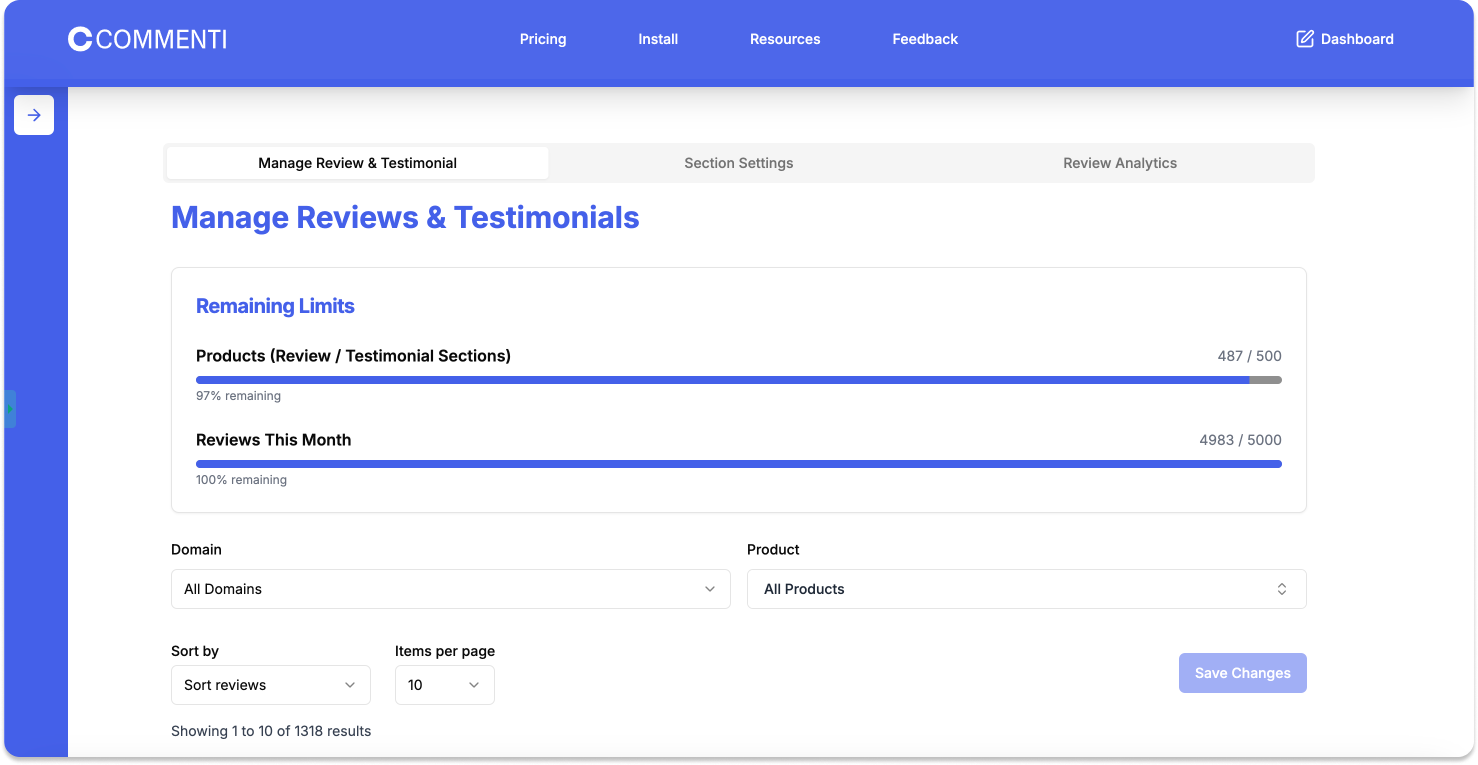 COMMENTI
Pricing
Install
Resources
Feedback
Dashboard
Manage Review & Testimonial
Section Settings
Review Analytics
Manage Reviews & Testimonials
Remaining Limits
Products (Review / Testimonial Sections)
487 / 500
97% remaining
Reviews This Month
4983 / 5000
100% remaining
Domain
Product
All Domains
All Products
Sort by
Items per page
Sort reviews
10
Save Changes
Showing 1 to 10 of 1318 results